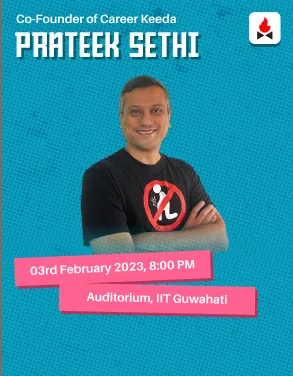 Co-Founder of Career Keeda
PRATEEK SETHI
03rd February 2023, 8:00 PM
Auditorium, IIT Guwahati